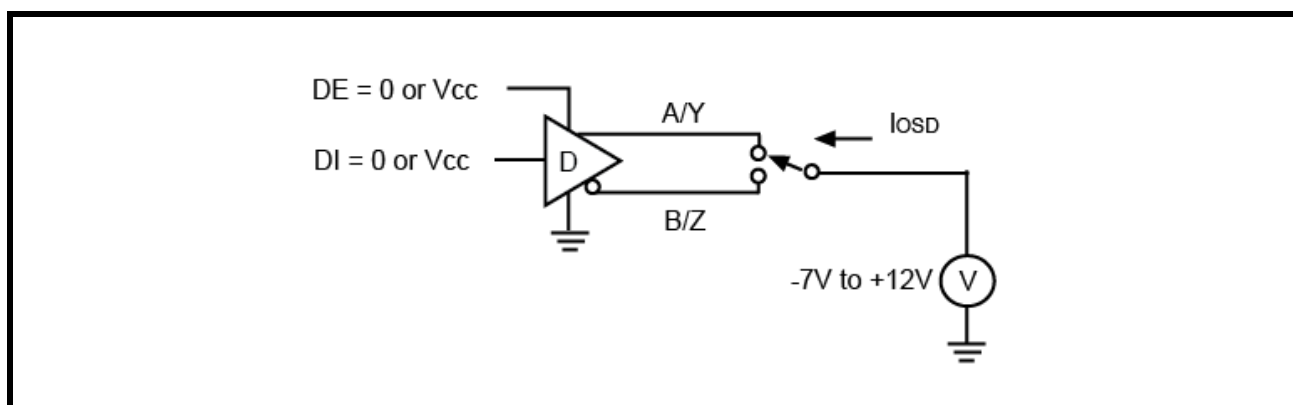 DE = 0 or Vcc
A/Y
IOSD
DI = 0 or Vcc
D
B/Z
-7V to +12V
V